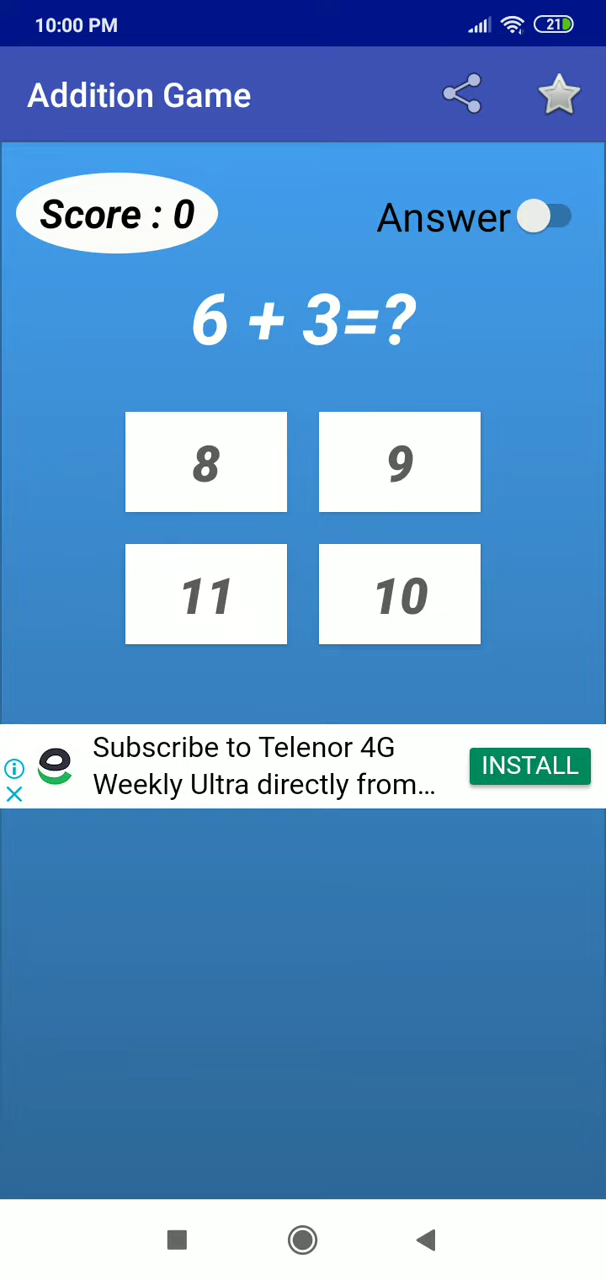 10:00 PM
21
Addition Game
Score : 0
Answer
6 + 3=?
8
9
11
10
Subscribe to Telenor 4G
Weekly Ultra directly from...
INSTALL